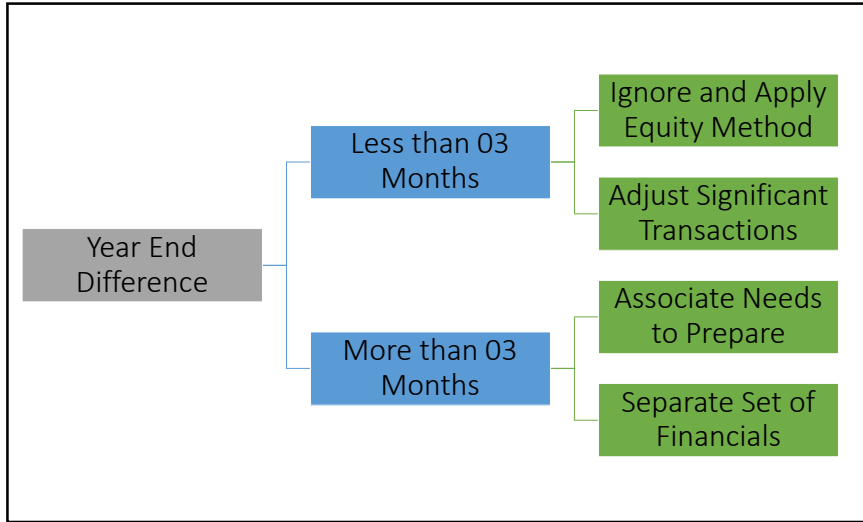 Year End
Difference
Less than 03
Months
Ignore and Apply
Equity Method
Adjust Significant
Transactions
More than 03
Months
Associate Needs
to Prepare
Separate Set of
Financials